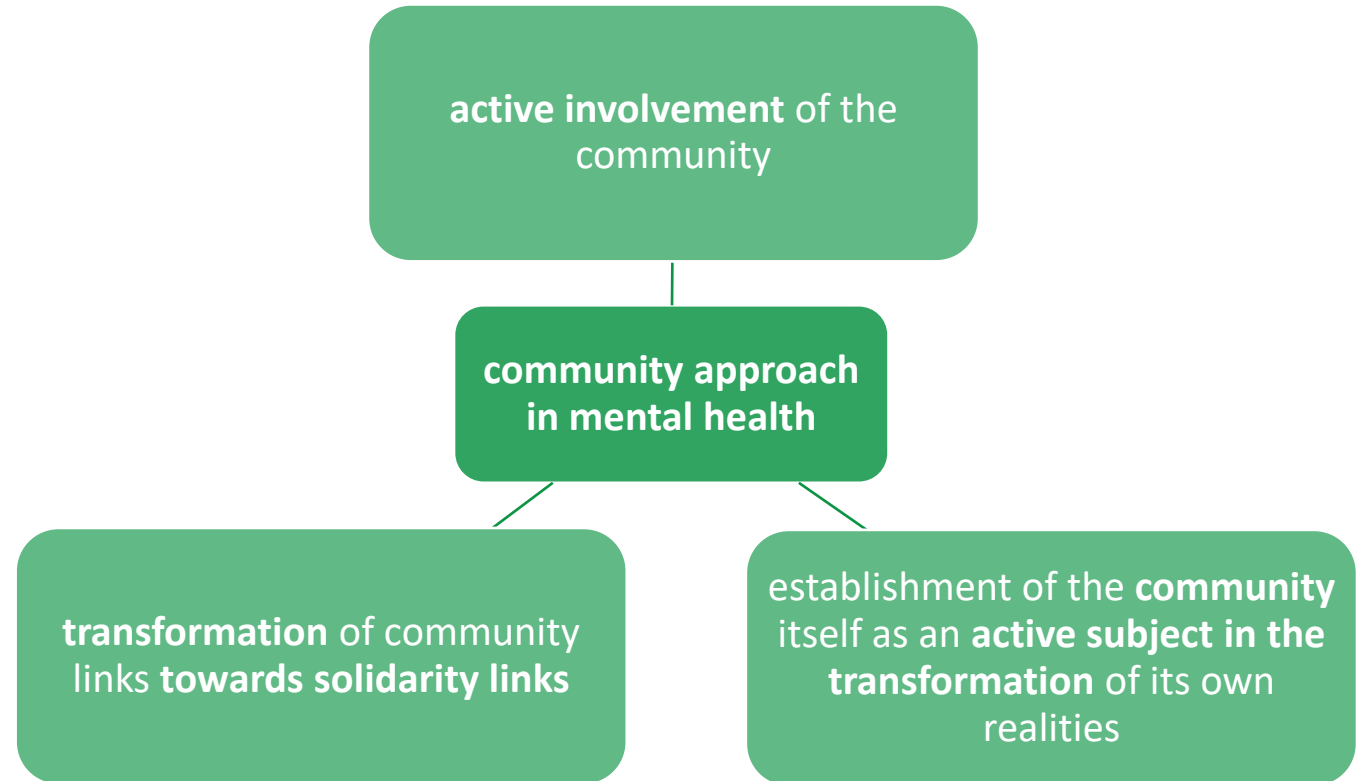 active involvement of the
community
community approach
in mental health
transformation of community
links towards solidarity links
establishment of the community
itself as an active subject in the
transformation of its own
realities